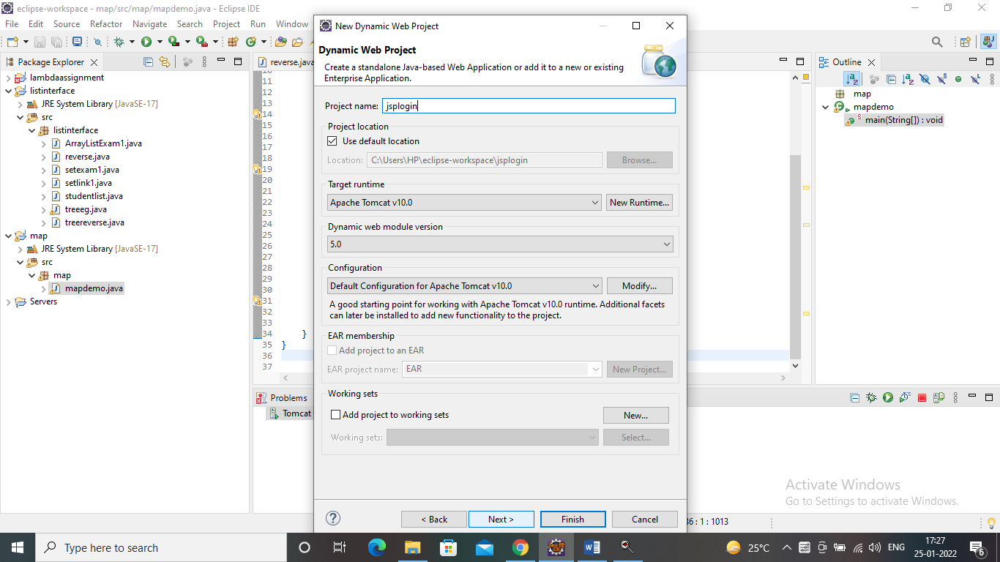 eclipse-workspace - map/src/map/mapdemo.java - Eclipse IDE
File Edit Source Refactor Navigate Search Project Run Window
Package Explorer
lambdaassignment
listinterface
JRE System Library [JavaSE-17]
src
listinterface
ArrayListExam1.java
reverse.java
setexam1.java
setlink1.java
studentlist.java
treeeg.java
treereverse.java
map
JRE System Library [JavaSE-17]
src
map
mapdemo.java
Servers
reverse.java
11
12
13
14
15
16
17
18
19
20
21
22
23
24
25
26
27
28
29
30
31
32
33
34 }
35 }
36
37
Problems
Tomcat
New Dynamic Web Project
Dynamic Web Project
Create a standalone Java-based Web Application or add it to a new or existing
Enterprise Application.
Project name: jsplogin
Project location
Use default location
Location: C:\Users\HP\eclipse-workspace\jsplogin Browse...
Target runtime
Apache Tomcat v10.0 New Runtime...
Dynamic web module version
5.0
Configuration
Default Configuration for Apache Tomcat v10.0 Modify...
A good starting point for working with Apache Tomcat v10.0 runtime. Additional facets
can later be installed to add new functionality to the project.
EAR membership
Add project to an EAR
EAR project name: EAR New Project...
Working sets
Add project to working sets New...
Working sets: Select...
< Back Next > Finish Cancel
Outline
map
mapdemo
main(String[]) : void
Activate Windows
Go to Settings to activate Windows.
36 : 1 : 1013
Type here to search
25°C ENG
17:27
25-01-2022
6